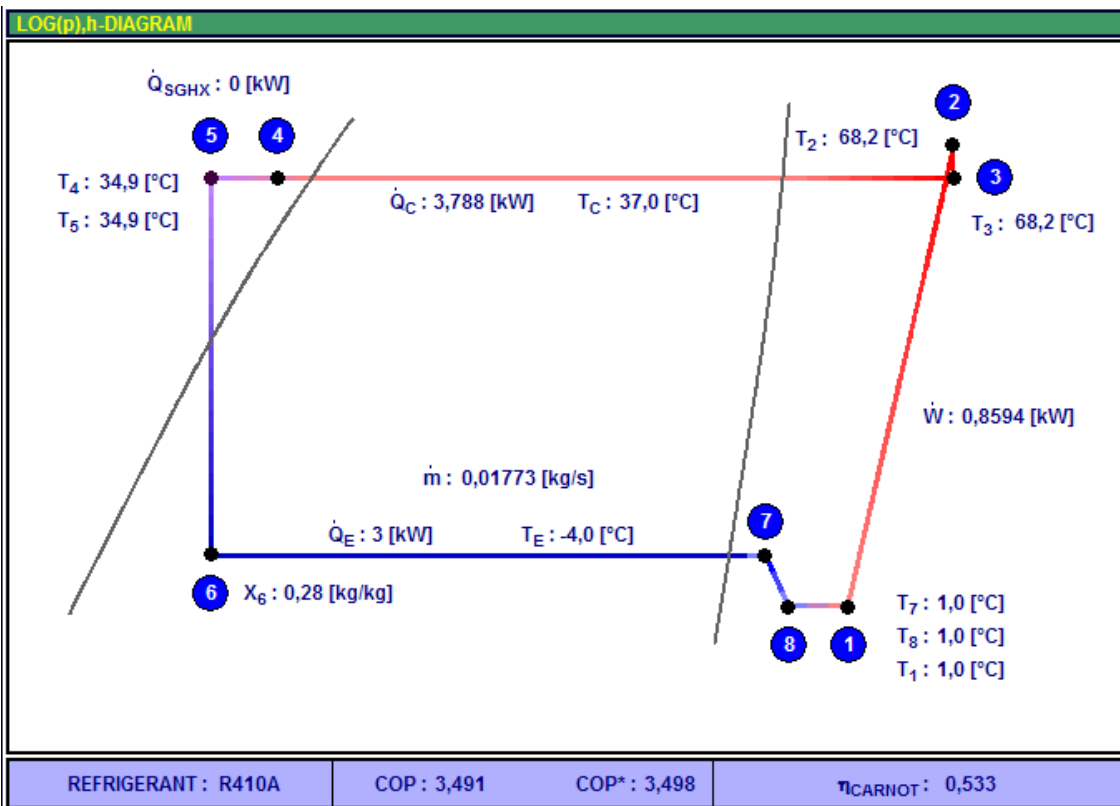 LOG(p),h-DIAGRAM
Q̇SGHX : 0 [kW]
5 4 2
T2 : 68,2 [°C]
T4 : 34,9 [°C]
3
Q̇C : 3,788 [kW] TC : 37,0 [°C]
T5 : 34,9 [°C]
T3 : 68,2 [°C]
Ẇ : 0,8594 [kW]
ṁ : 0,01773 [kg/s]
7
Q̇E : 3 [kW] TE : -4,0 [°C]
6 X6 : 0,28 [kg/kg]
T7 : 1,0 [°C]
8 1 T8 : 1,0 [°C]
T1 : 1,0 [°C]
REFRIGERANT : R410A COP : 3,491 COP* : 3,498 ηCARNOT : 0,533